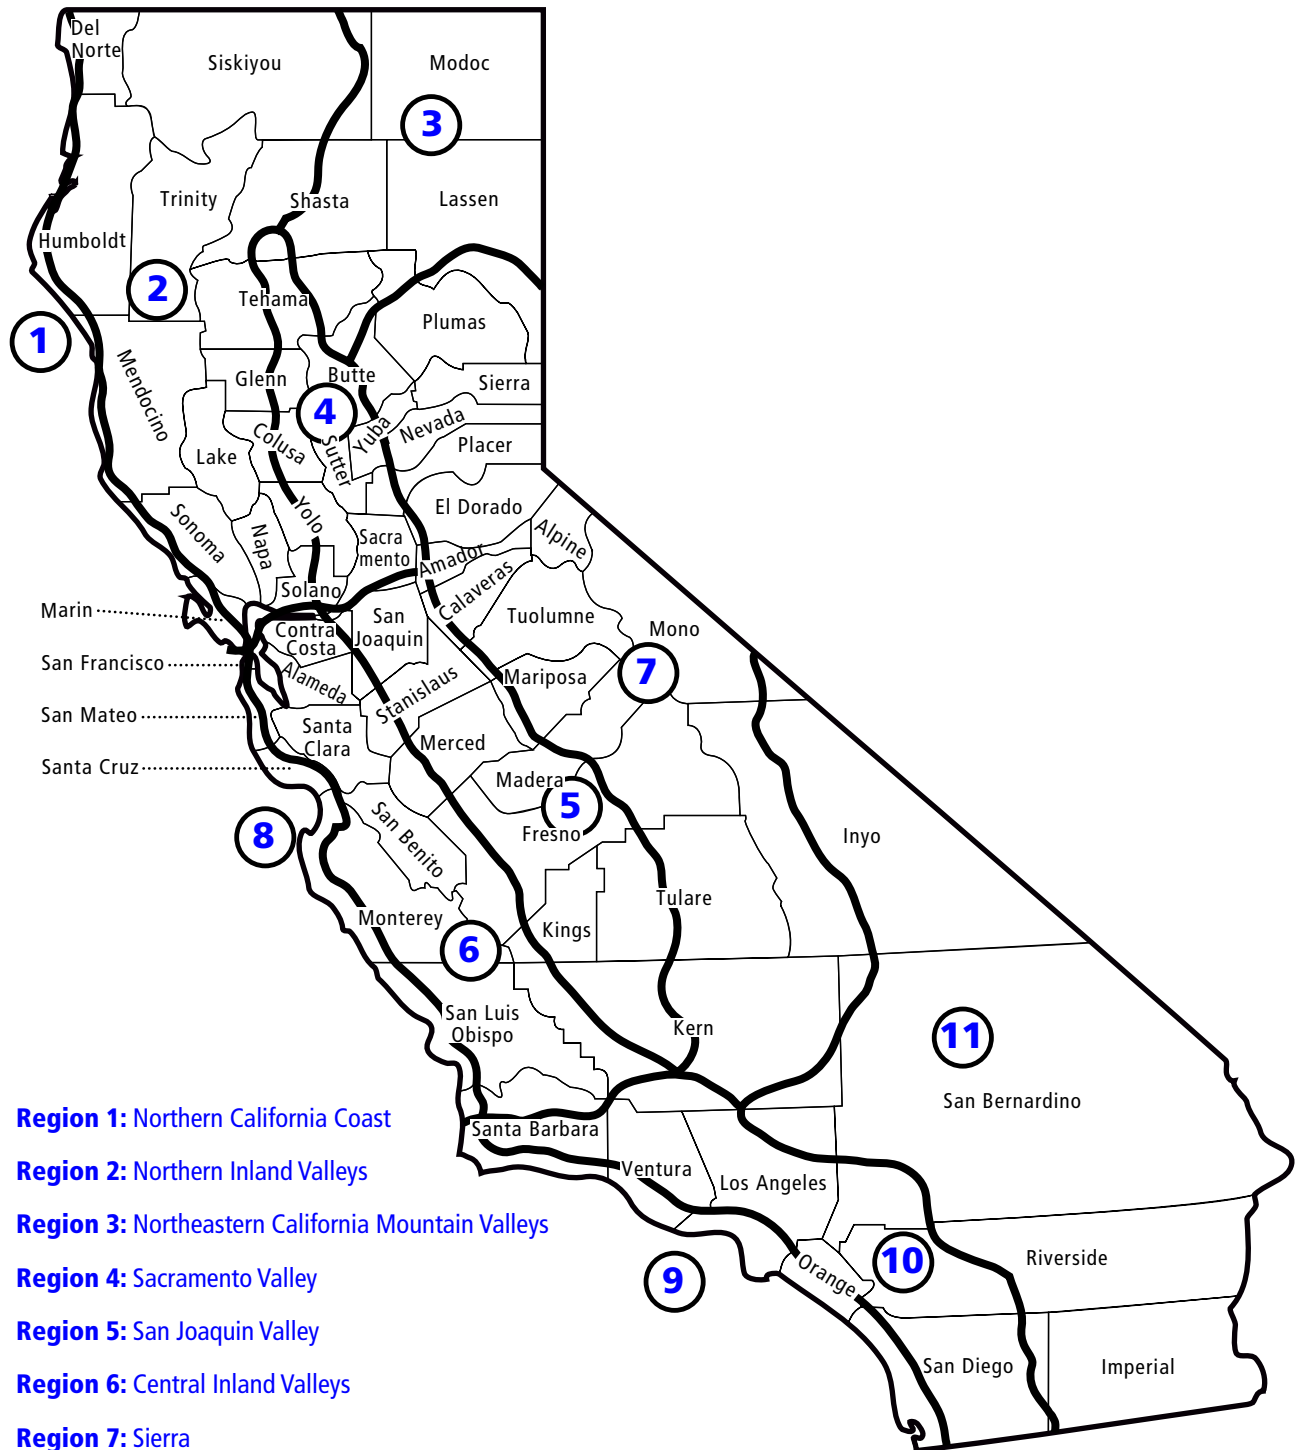 Del
Norte
Siskiyou
Modoc
3
Trinity
Shasta
Lassen
Humboldt
2
Tehama
1
Plumas
Mendocino
Glenn
Butte
Sierra
4
Colusa
Sutter
Yuba
Nevada
Lake
Placer
El Dorado
Sonoma
Napa
Yolo
Sacra
mento
Alpine
Amador
Solano
Calaveras
Marin
Contra
Costa
San
Joaquin
Tuolumne
Mono
San Francisco
Alameda
Stanislaus
Mariposa
7
San Mateo
Santa
Clara
Merced
Santa Cruz
Madera
5
8
San Benito
Fresno
Inyo
Monterey
6
Kings
Tulare
San Luis
Obispo
Kern
11
San Bernardino
Santa Barbara
Ventura
Los Angeles
9
Orange
10
Riverside
San Diego
Imperial
Region 1: Northern California Coast
Region 2: Northern Inland Valleys
Region 3: Northeastern California Mountain Valleys
Region 4: Sacramento Valley
Region 5: San Joaquin Valley
Region 6: Central Inland Valleys
Region 7: Sierra